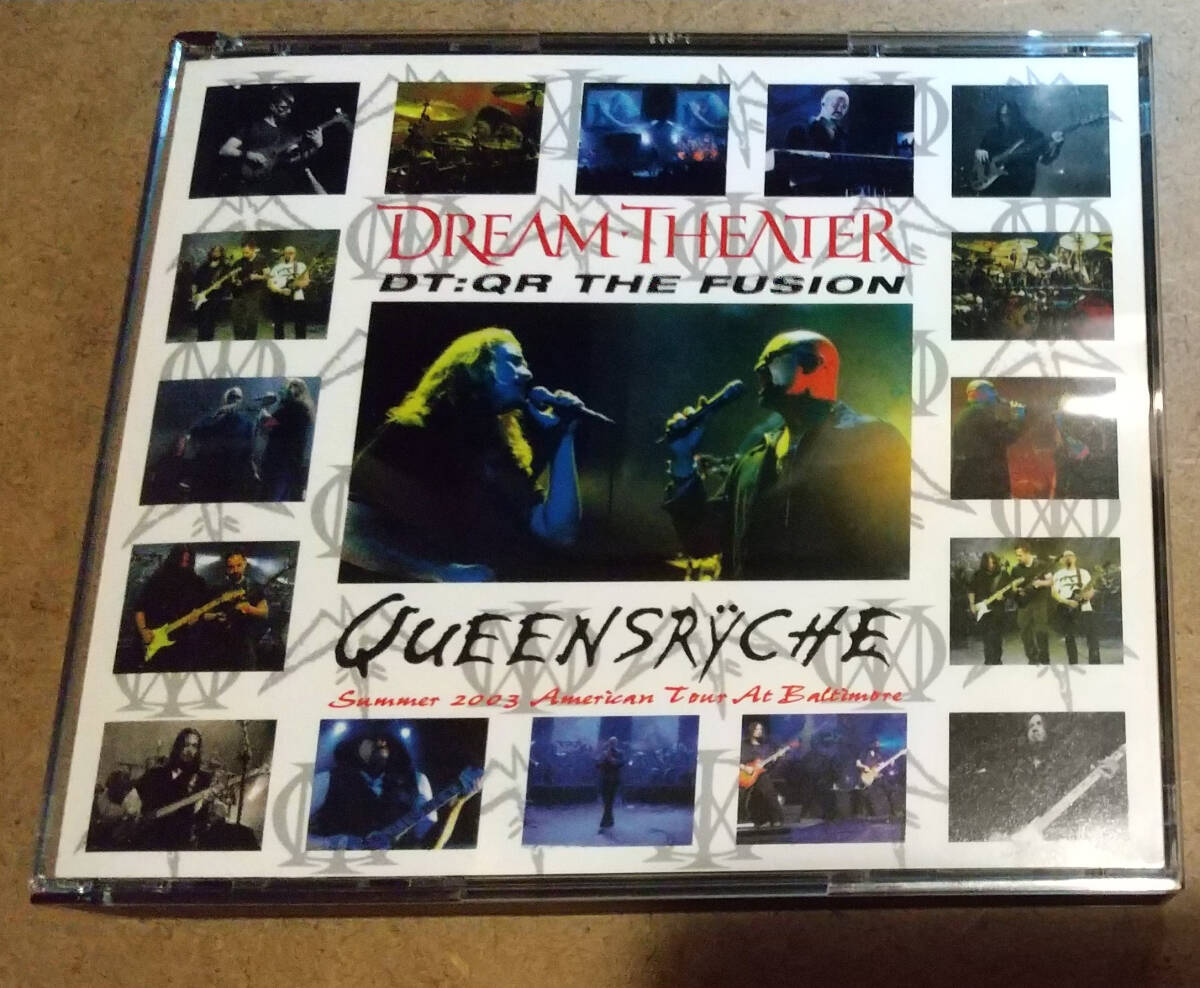 DREAM·THEATER
DT:QR THE FUSION
QUEENSRŸCHE
Summer 2003 American Tour At Baltimore